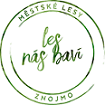 MĚSTSKÉ LESY
les
nás baví
ZNOJMO